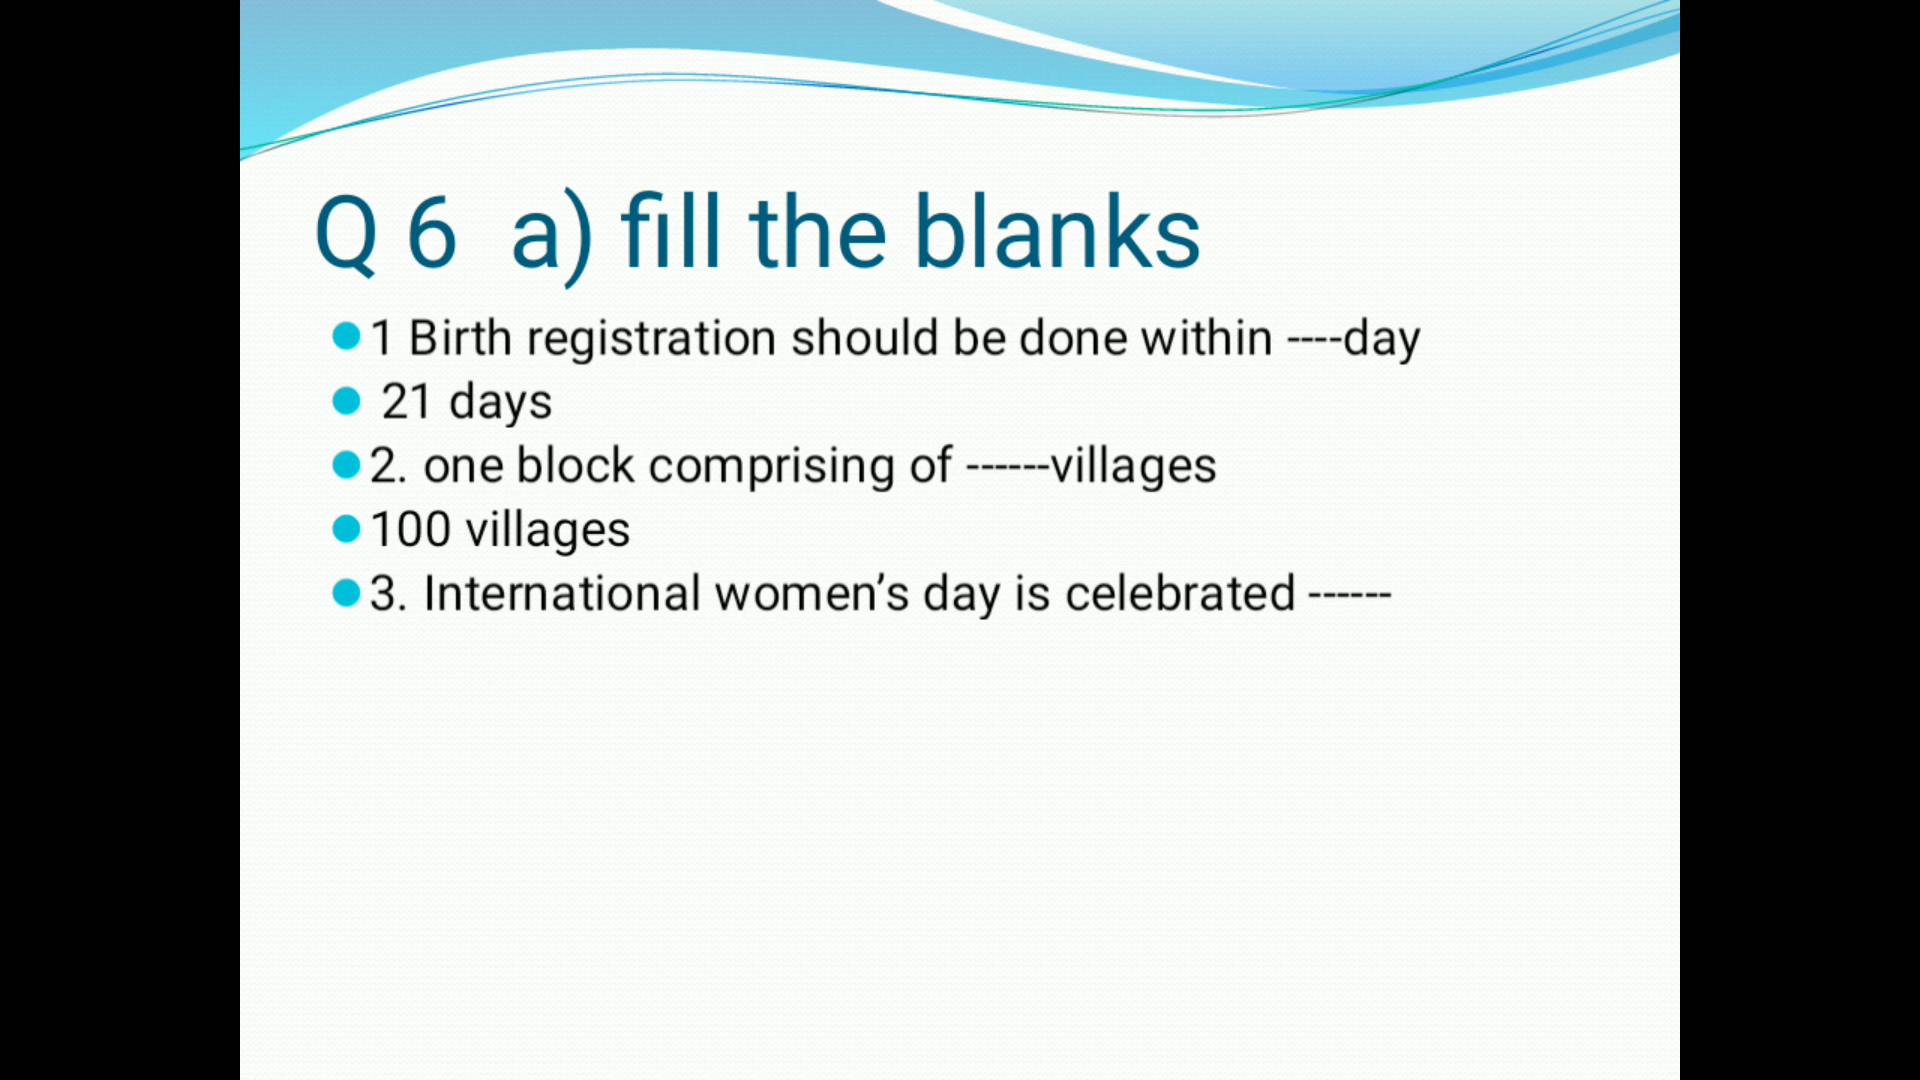 Q 6  a) fill the blanks
1 Birth registration should be done within ----day
21 days
2. one block comprising of ------villages
100 villages
3. International women’s day is celebrated ------